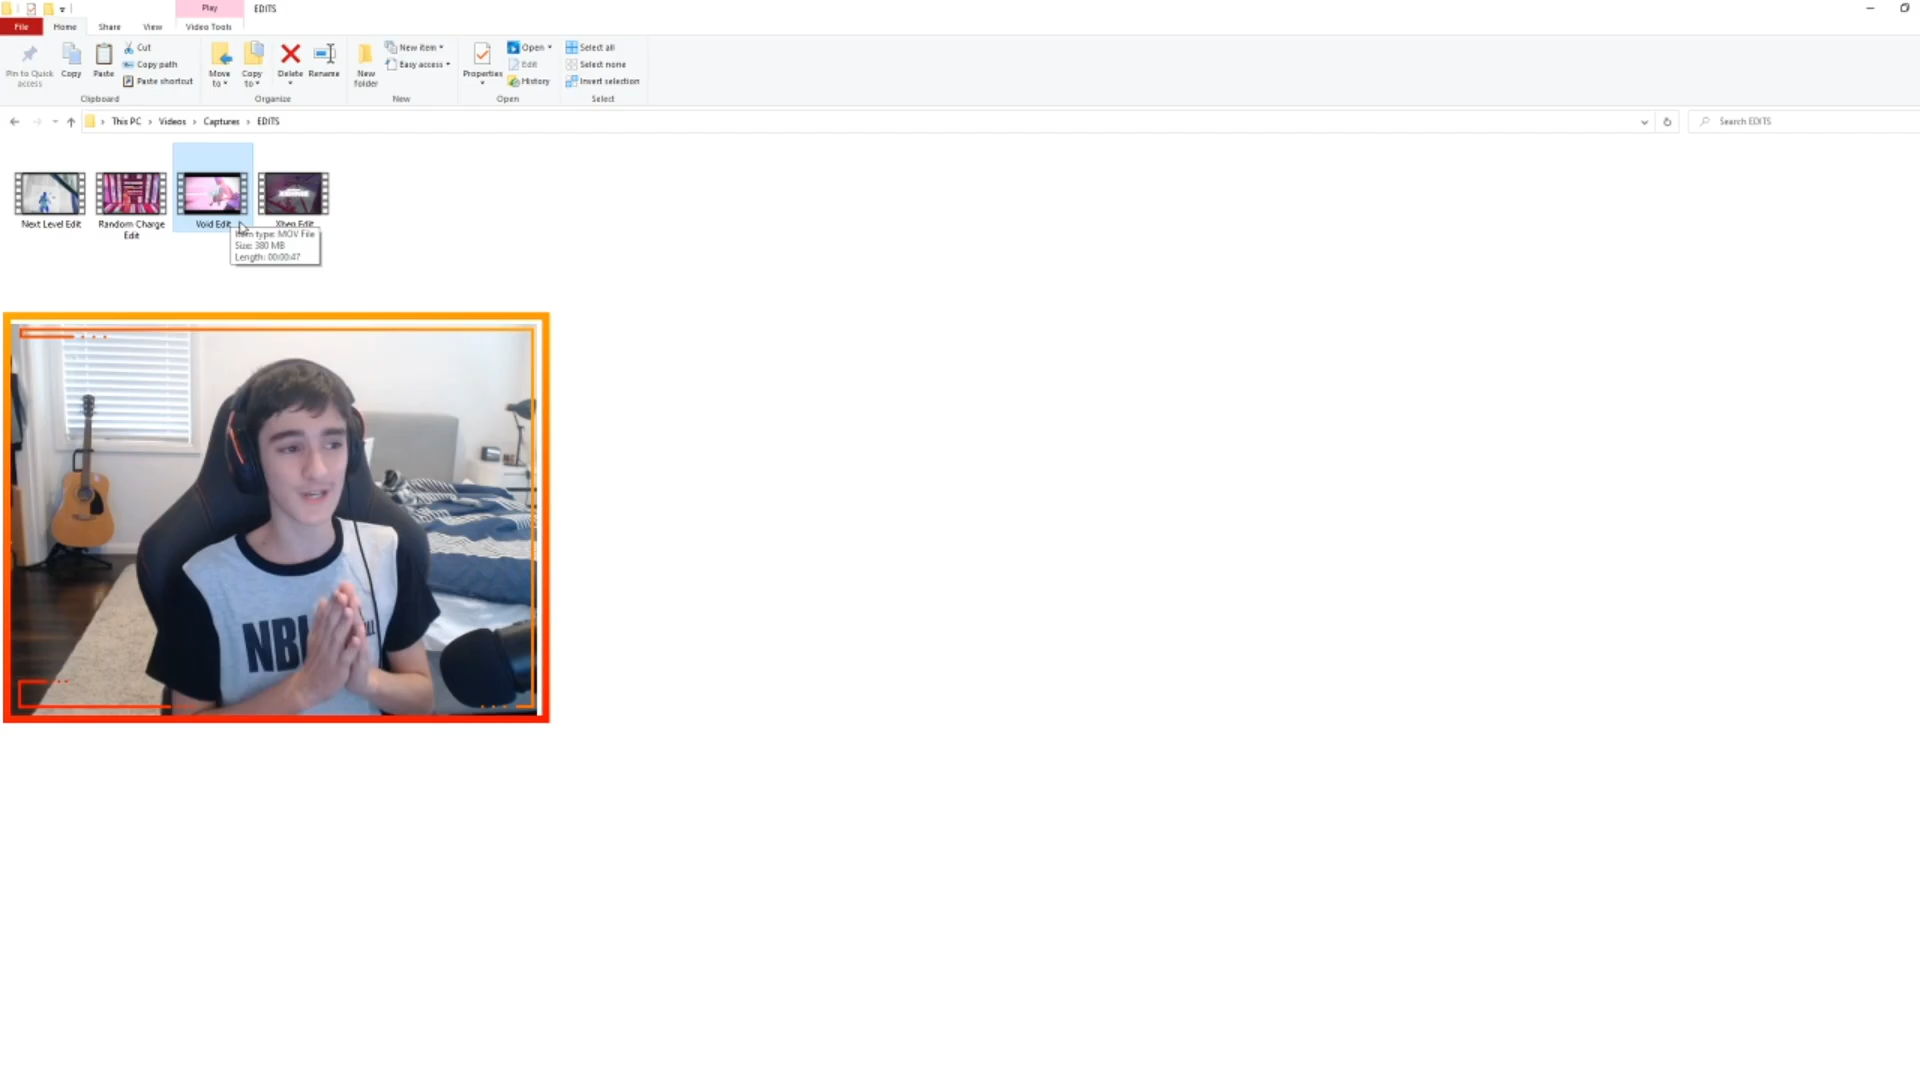 Play
EDITS
File
Home
Share
View
Video Tools
Pin to Quick access
Copy
Paste
Cut
Copy path
Paste shortcut
Clipboard
Move to
Copy to
Delete
Rename
Organize
New folder
New item
Easy access
New
Properties
Open
Edit
History
Open
Select all
Select none
Invert selection
Select
This PC > Videos > Captures > EDITS
Search EDITS
Next Level Edit
Random Charge
Edit
Void Edit
Edit
Item type: MOV File
Size: 380 MB
Length: 00:00:47
NBL